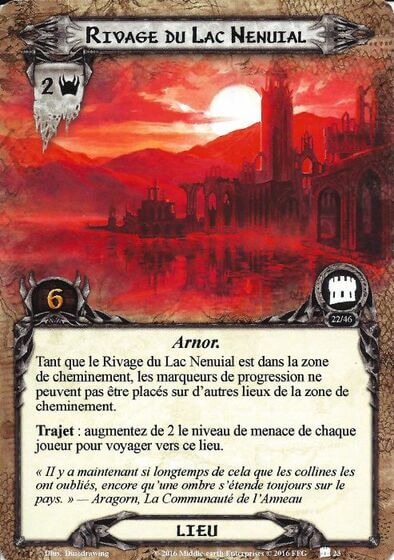 Rivage du Lac Nenuial
2
6
22/46
Arnor.
Tant que le Rivage du Lac Nenuial est dans la zone
de cheminement, les marqueurs de progression ne
peuvent pas être placés sur d'autres lieux de la zone de
cheminement.
Trajet : augmentez de 2 le niveau de menace de chaque
joueur pour voyager vers ce lieu.
« Il y a maintenant si longtemps de cela que les collines les
ont oubliés, encore qu'une ombre s'étende toujours sur le
pays. » — Aragorn, La Communauté de l'Anneau
LIEU
Illus. Dinodrawing
© 2016 Middle-earth Enterprises © 2016 FFG